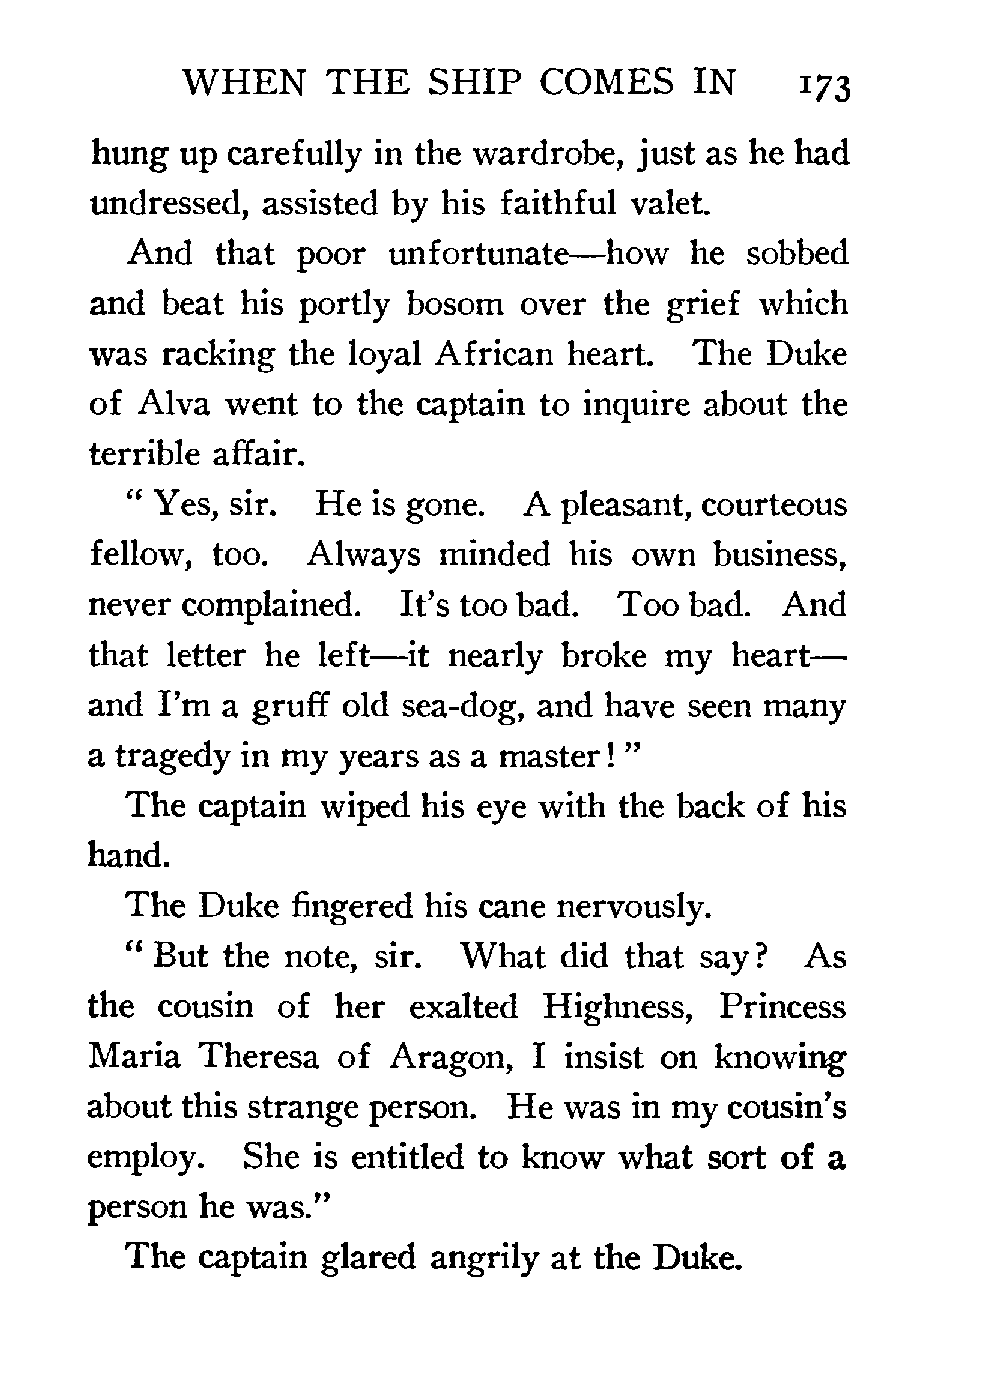 WHEN THE SHIP COMES IN 173
hung up carefully in the wardrobe, just as he had
undressed, assisted by his faithful valet.
And that poor unfortunate—how he sobbed
and beat his portly bosom over the grief which
was racking the loyal African heart. The Duke
of Alva went to the captain to inquire about the
terrible affair.
“ Yes, sir. He is gone. A pleasant, courteous
fellow, too. Always minded his own business,
never complained. It’s too bad. Too bad. And
that letter he left—it nearly broke my heart—
and I’m a gruff old sea-dog, and have seen many
a tragedy in my years as a master! ”
The captain wiped his eye with the back of his
hand.
The Duke fingered his cane nervously.
“ But the note, sir. What did that say? As
the cousin of her exalted Highness, Princess
Maria Theresa of Aragon, I insist on knowing
about this strange person. He was in my cousin’s
employ. She is entitled to know what sort of a
person he was.”
The captain glared angrily at the Duke.